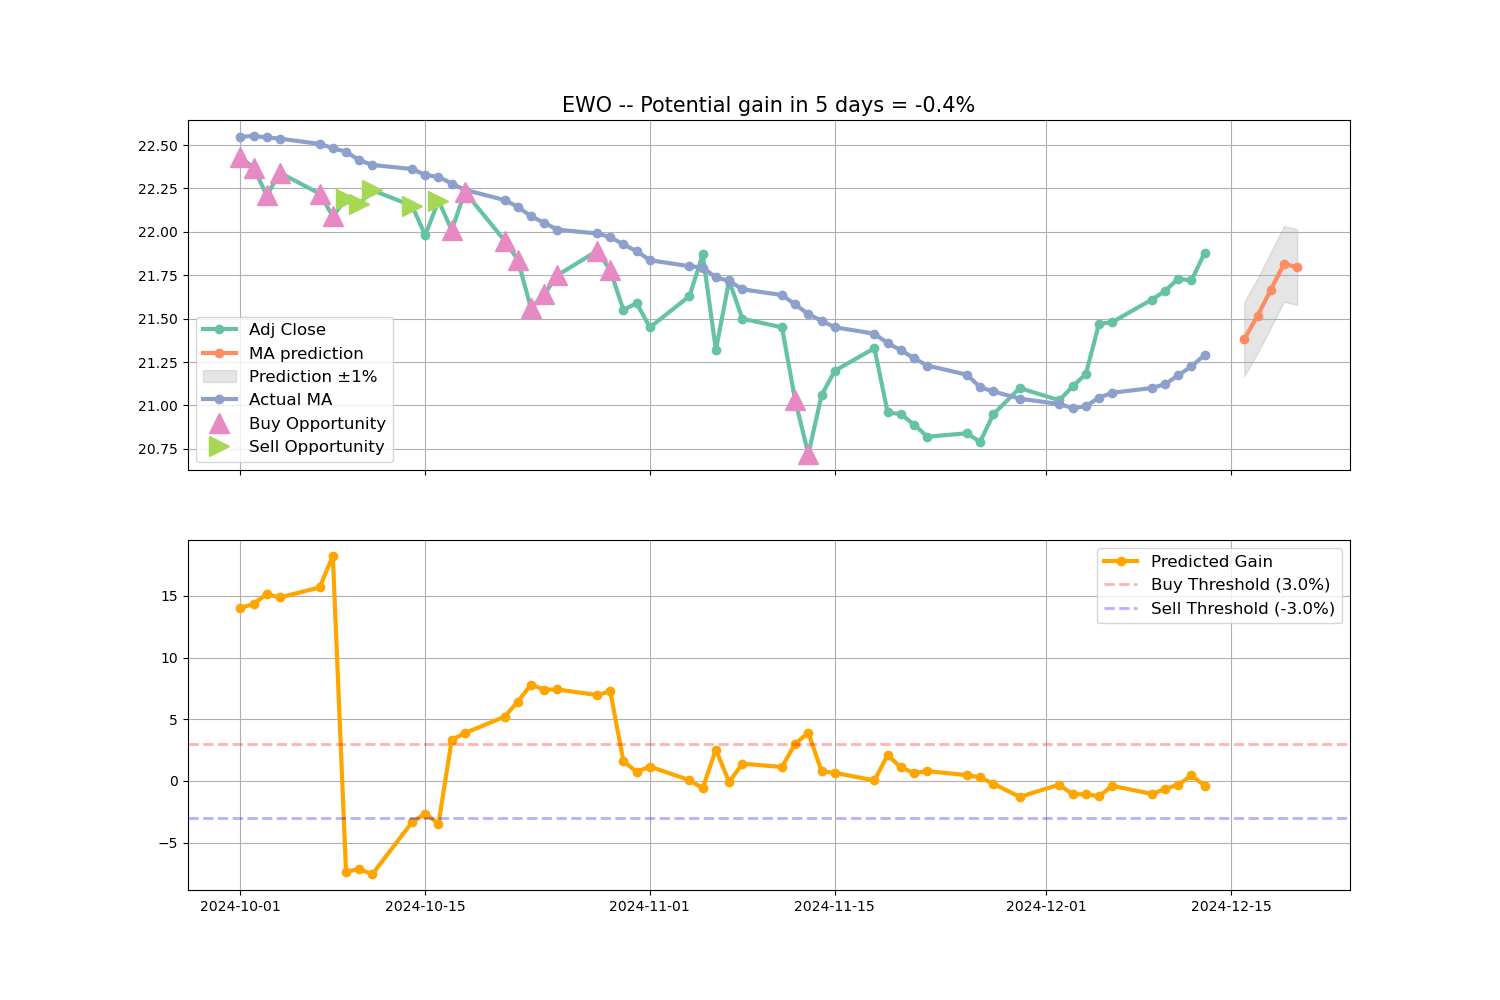 EWO -- Potential gain in 5 days = -0.4%
22.50
22.25
22.00
21.75
21.50
21.25
21.00
20.75
Adj Close
MA prediction
Prediction ±1%
Actual MA
Buy Opportunity
Sell Opportunity
15
10
5
0
−5
Predicted Gain
Buy Threshold (3.0%)
Sell Threshold (-3.0%)
2024-10-01
2024-10-15
2024-11-01
2024-11-15
2024-12-01
2024-12-15